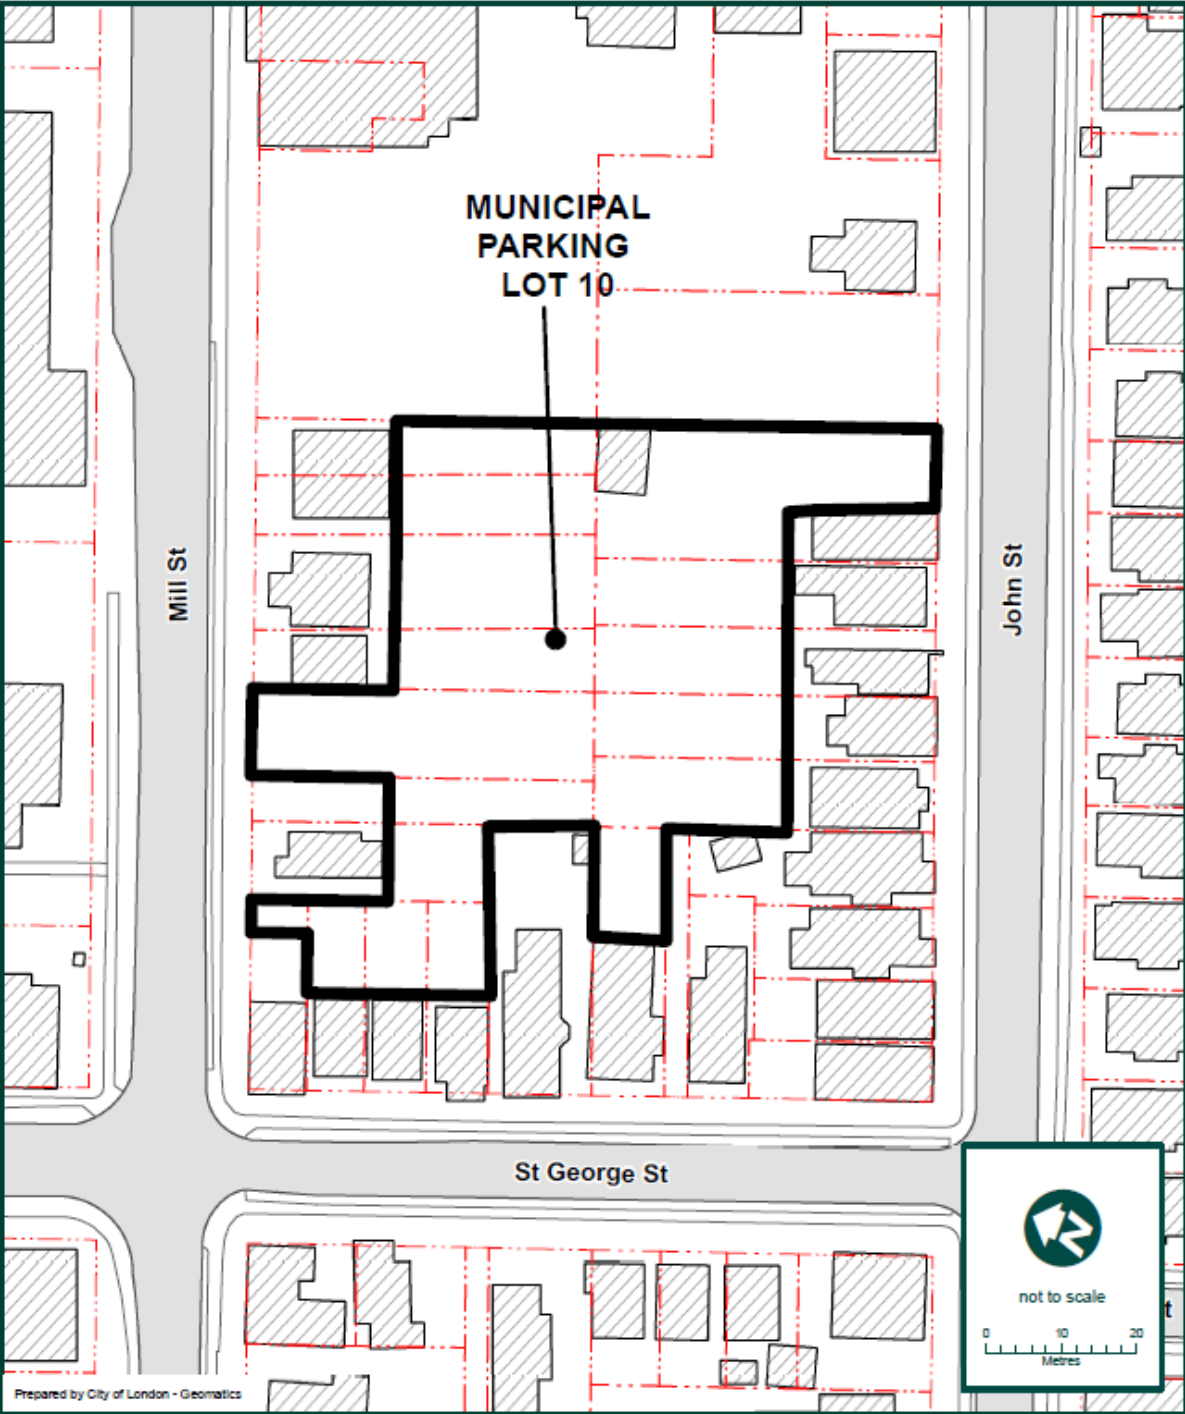 MUNICIPAL
PARKING
LOT 10
Mill St
John St
St George St
N
not to scale
0 10 20
Metres
t
Prepared by City of London - Geomatics